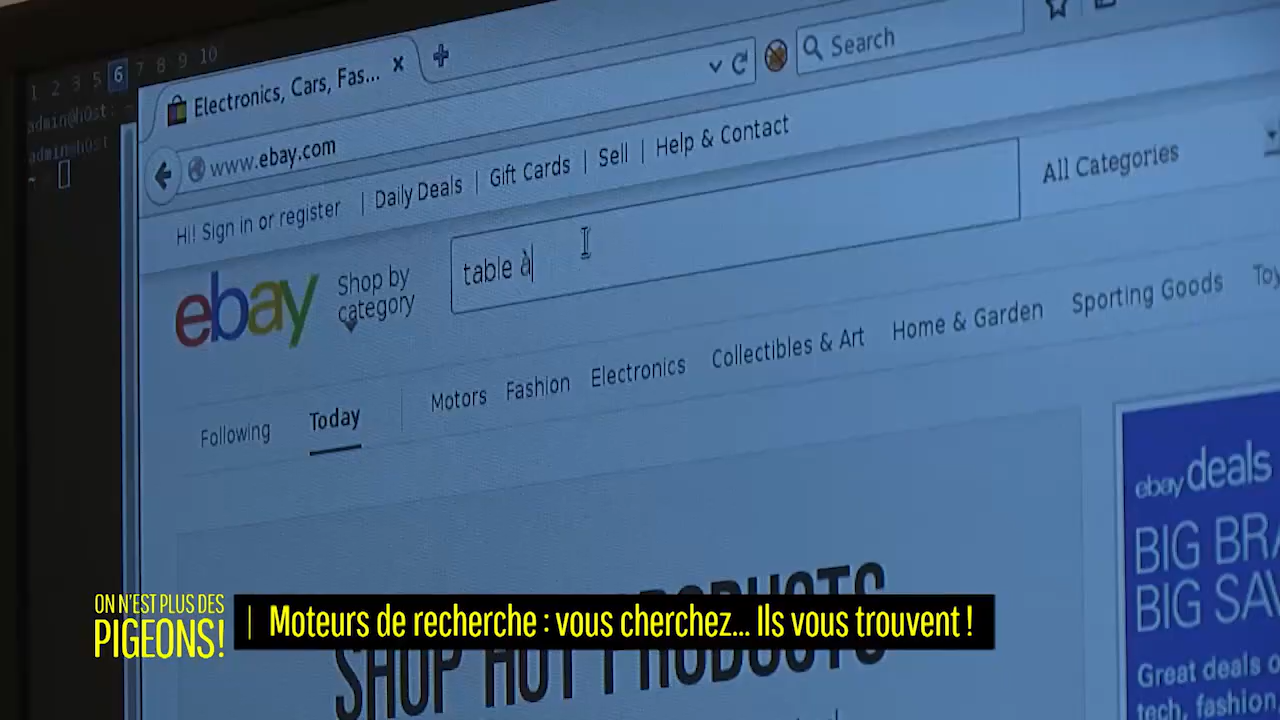 1 2 3 5 6 7 8 9 10
admin@h0st:
admin@h0st
~
Electronics, Cars, Fas...
www.ebay.com
Search
Hi! Sign in or register | Daily Deals | Gift Cards | Sell | Help & Contact
ebay
Shop by
category
table à
All Categories
Following
Today
Motors
Fashion
Electronics
Collectibles & Art
Home & Garden
Sporting Goods
SHOP HOT PRODUCTS
ebay deals
BIG
BIG
Great deals
tech, fashion,
ON N'EST PLUS DES
PIGEONS!
| Moteurs de recherche : vous cherchez... Ils vous trouvent !